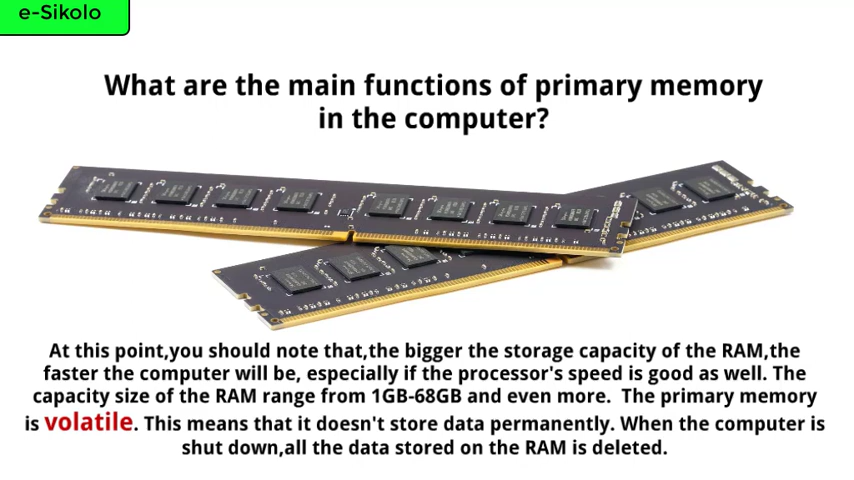 e-Sikolo
What are the main functions of primary memory
in the computer?
At this point,you should note that,the bigger the storage capacity of the RAM,the
faster the computer will be, especially if the processor's speed is good as well. The
capacity size of the RAM range from 1GB-68GB and even more. The primary memory
is volatile. This means that it doesn't store data permanently. When the computer is
shut down,all the data stored on the RAM is deleted.